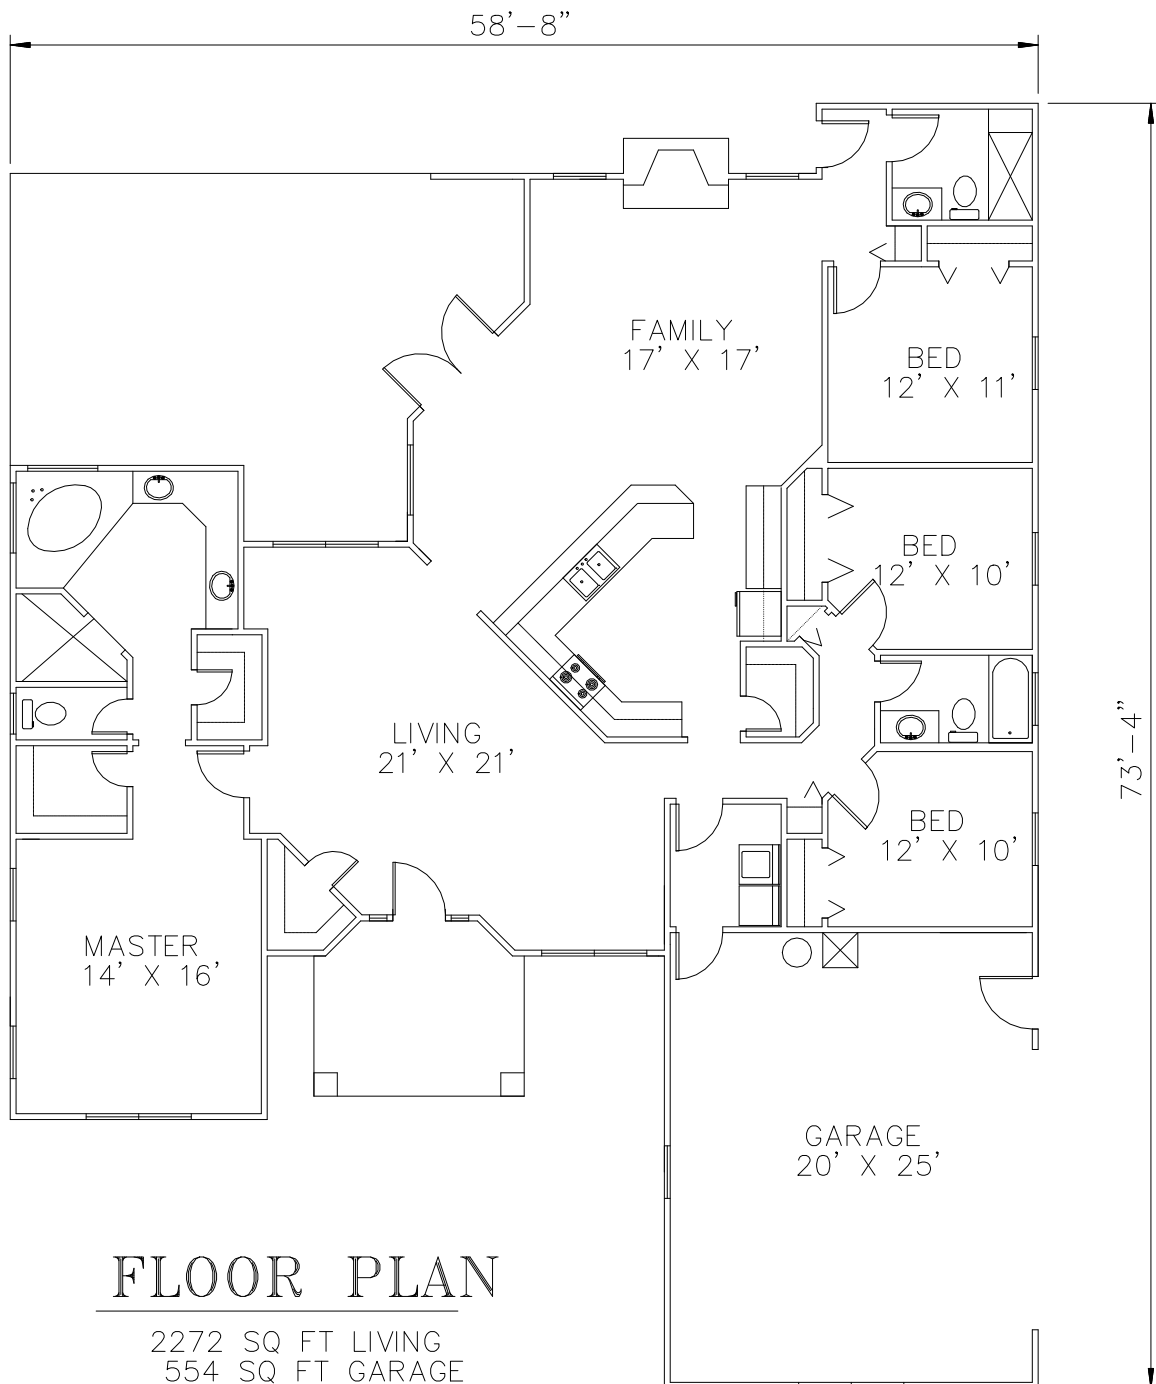 58'-8"
FAMILY
17' X 17'
BED
12' X 11'
BED
12' X 10'
LIVING
21' X 21'
73'-4"
BED
12' X 10'
MASTER
14' X 16'
GARAGE
20' X 25'
FLOOR PLAN
2272 SQ FT LIVING
554 SQ FT GARAGE